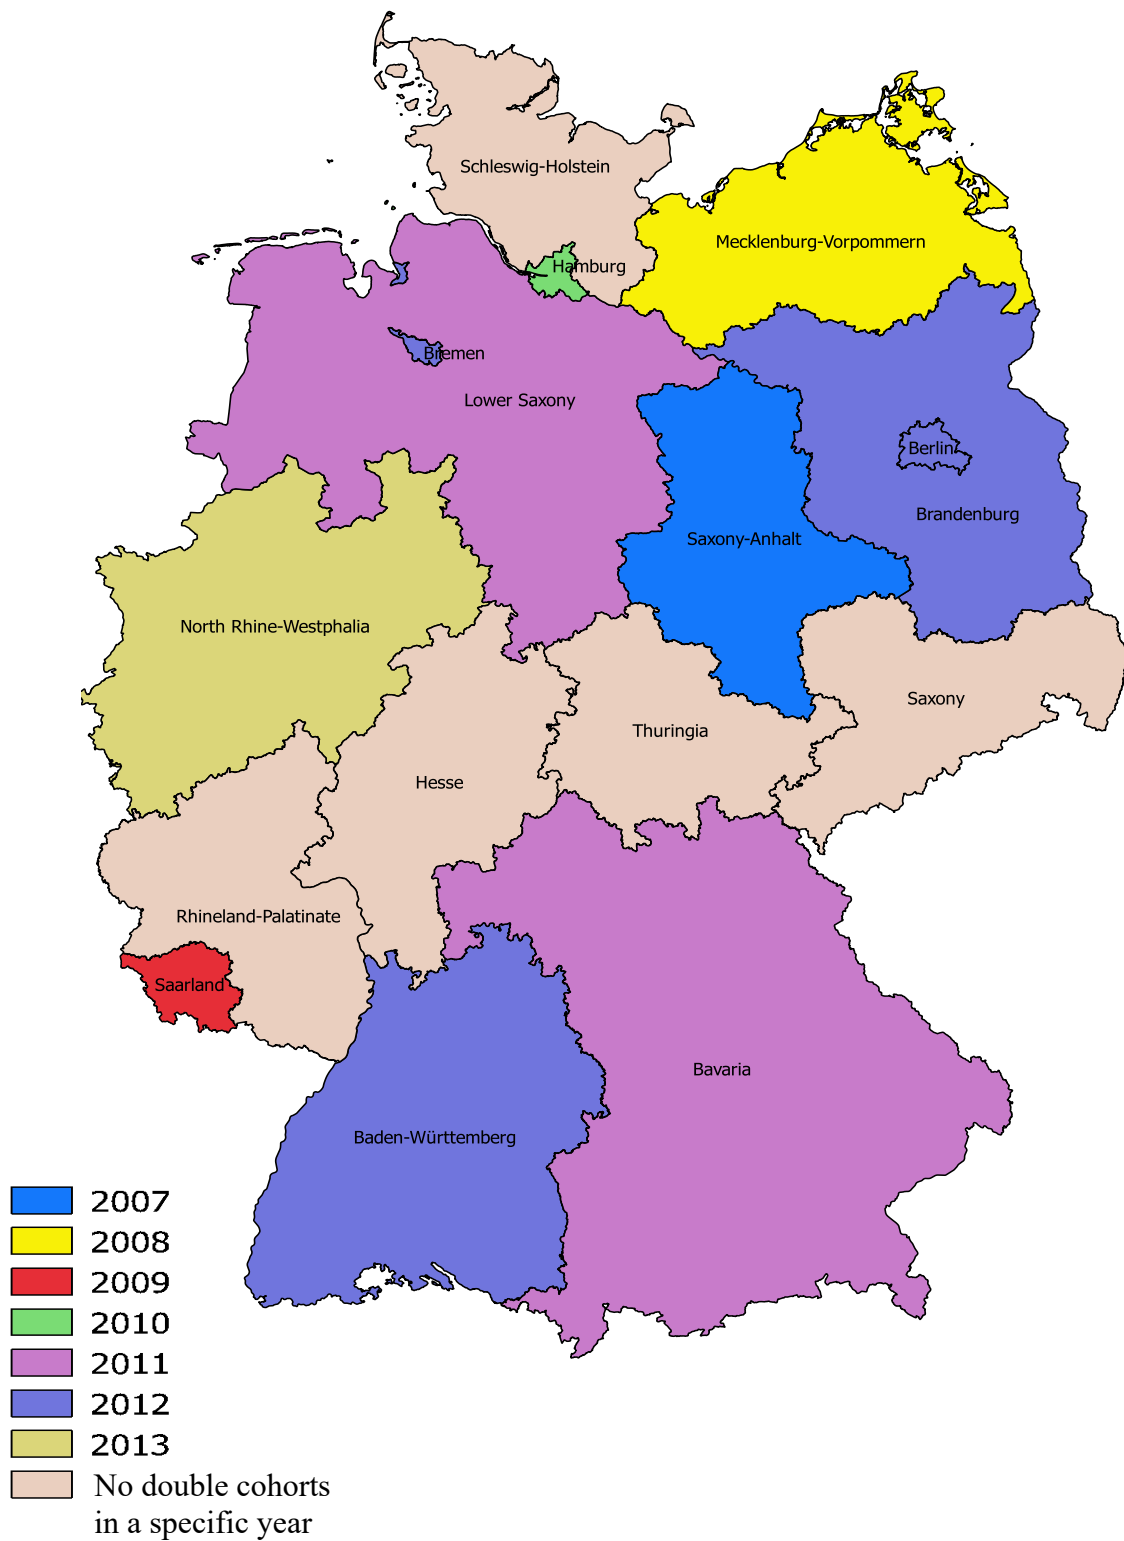 Schleswig-Holstein
Mecklenburg-Vorpommern
Hamburg
Bremen
Lower Saxony
Berlin
Brandenburg
Saxony-Anhalt
North Rhine-Westphalia
Saxony
Thuringia
Hesse
Rhineland-Palatinate
Saarland
Bavaria
Baden-Württemberg
2007
2008
2009
2010
2011
2012
2013
No double cohorts
in a specific year